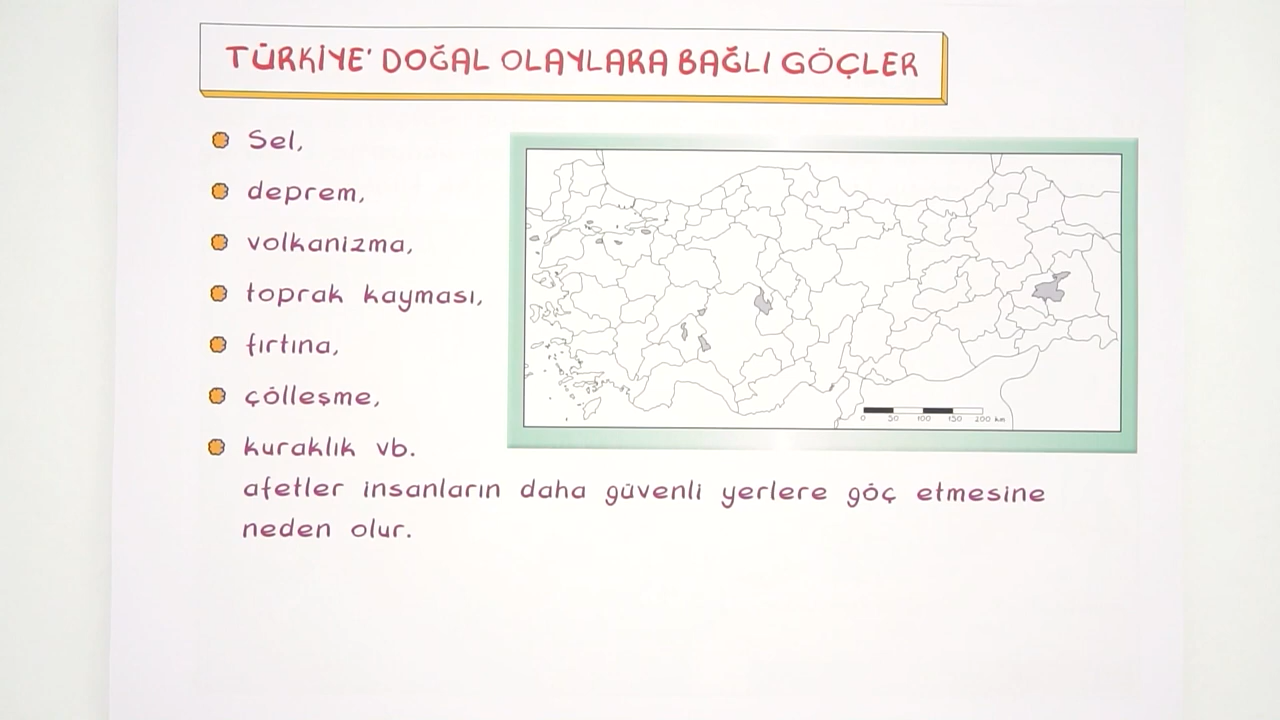 TÜRKİYE' DOĞAL OLAYLARA BAĞLI GÖÇLER
Sel,
deprem,
volkanizma,
toprak kayması,
fırtına,
çölleşme,
kuraklık vb.
afetler insanların daha güvenli yerlere göç etmesine
neden olur.
0 50 100 150 200 km